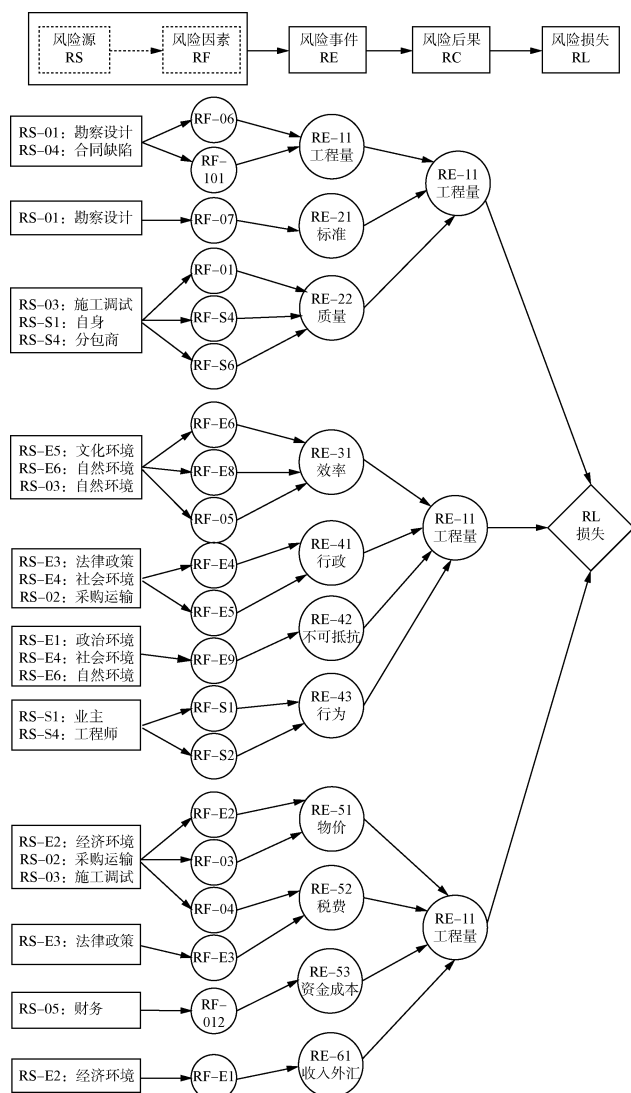 风险源
RS
风险因素
RF
风险事件
RE
风险后果
RC
风险损失
RL
RS-01：勘察设计
RS-04：合同缺陷
RF-06
RF-
101
RE-11
工程量
RE-11
工程量
RS-01：勘察设计
RF-07
RE-21
标准
RS-03：施工调试
RS-S1：自身
RS-S4：分包商
RF-01
RF-S4
RF-S6
RE-22
质量
RS-E5：文化环境
RS-E6：自然环境
RS-03：自然环境
RF-E6
RF-E8
RF-05
RE-31
效率
RE-11
工程量
RL
损失
RS-E3：法律政策
RS-E4：社会环境
RS-02：采购运输
RF-E4
RF-E5
RE-41
行政
RS-E1：政治环境
RS-E4：社会环境
RS-E6：自然环境
RF-E9
RE-42
不可抵抗
RS-S1：业主
RS-S4：工程师
RF-S1
RF-S2
RE-43
行为
RS-E2：经济环境
RS-02：采购运输
RS-03：施工调试
RF-E2
RF-03
RF-04
RE-51
物价
RE-52
税费
RE-11
工程量
RS-E3：法律政策
RF-E3
RS-05：财务
RF-
012
RE-53
资金成本
RS-E2：经济环境
RF-E1
RE-61
收入外汇